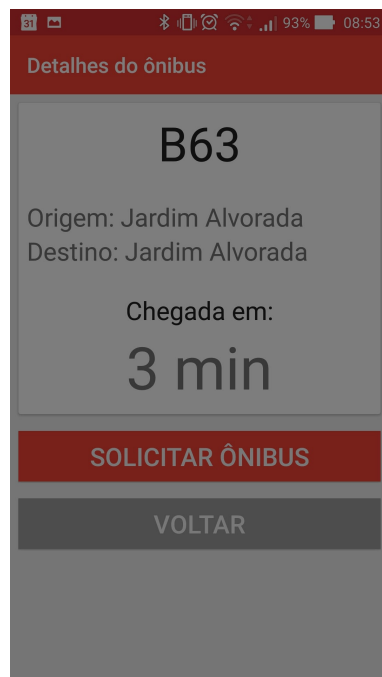 31
93%
08:53
Detalhes do ônibus
B63
Origem: Jardim Alvorada
Destino: Jardim Alvorada
Chegada em:
3 min
SOLICITAR ÔNIBUS
VOLTAR